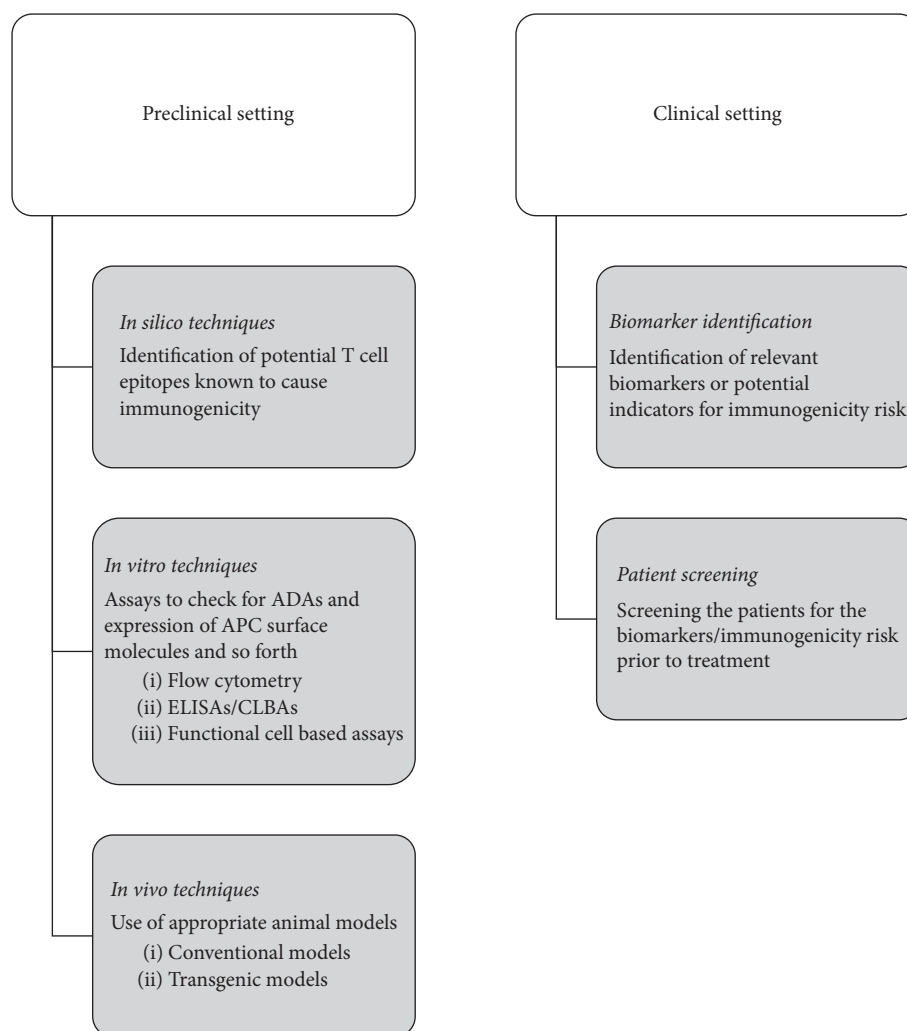 Preclinical setting
In silico techniques
Identification of potential T cell
epitopes known to cause
immunogenicity
In vitro techniques
Assays to check for ADAs and
expression of APC surface
molecules and so forth
(i) Flow cytometry
(ii) ELISAs/CLBAs
(iii) Functional cell based assays
In vivo techniques
Use of appropriate animal models
(i) Conventional models
(ii) Transgenic models
Clinical setting
Biomarker identification
Identification of relevant
biomarkers or potential
indicators for immunogenicity risk
Patient screening
Screening the patients for the
biomarkers/immunogenicity risk
prior to treatment